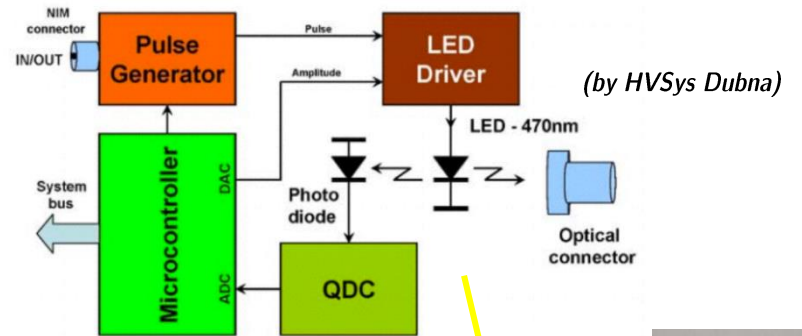 NIM
connector
IN/OUT
Pulse
Generator
Pulse
Amplitude
LED
Driver
(by HVSys Dubna)
LED - 470nm
Microcontroller
DAC
ADC
System
bus
Photo
diode
QDC
Optical
connector